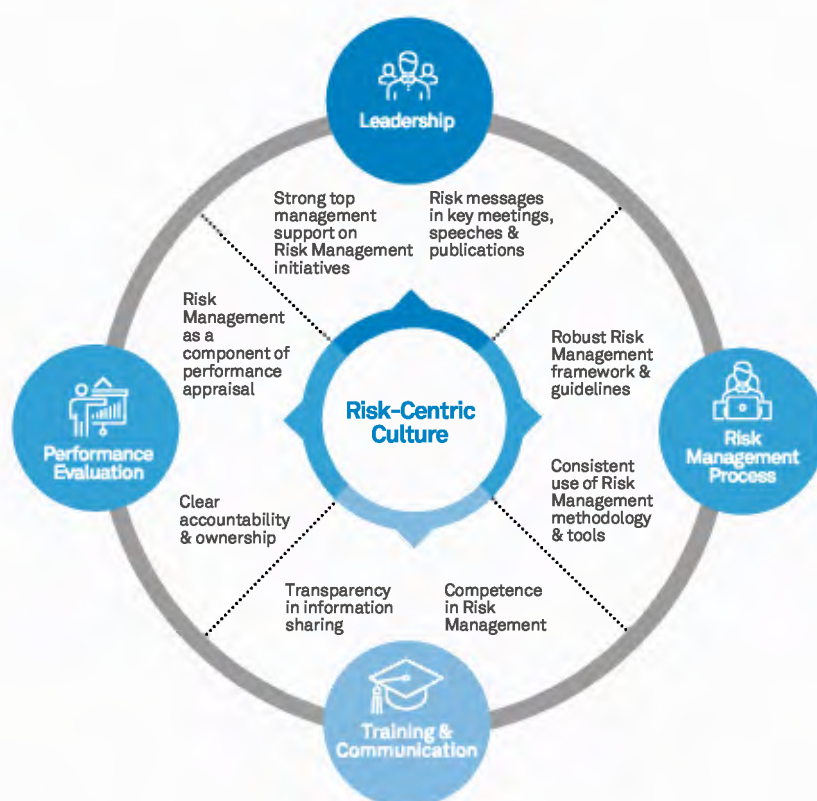 Leadership
Strong top
management
support on
Risk Management
initiatives
Risk messages
in key meetings,
speeches &
publications
Risk
Management
as a
component of
performance
appraisal
Robust Risk
Management
framework &
guidelines
Risk-Centric
Culture
Performance
Evaluation
Risk
Management
Process
Clear
accountability
& ownership
Consistent
use of Risk
Management
methodology
& tools
Transparency
in information
sharing
Competence
in Risk
Management
Training &
Communication